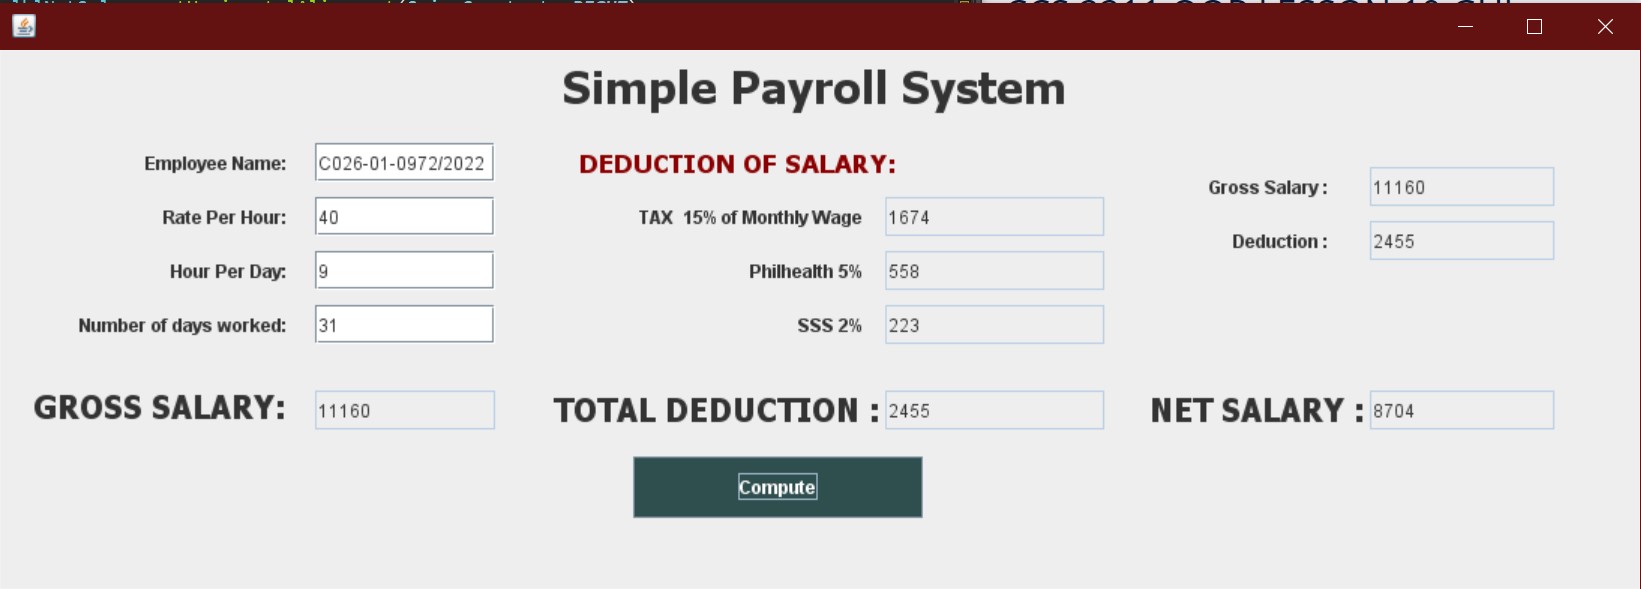 Simple Payroll System
Employee Name: C026-01-0972/2022
Rate Per Hour: 40
Hour Per Day: 9
Number of days worked: 31
GROSS SALARY: 11160
DEDUCTION OF SALARY:
TAX 15% of Monthly Wage 1674
Philhealth 5% 558
SSS 2% 223
TOTAL DEDUCTION : 2455
Gross Salary : 11160
Deduction : 2455
NET SALARY : 8704
Compute